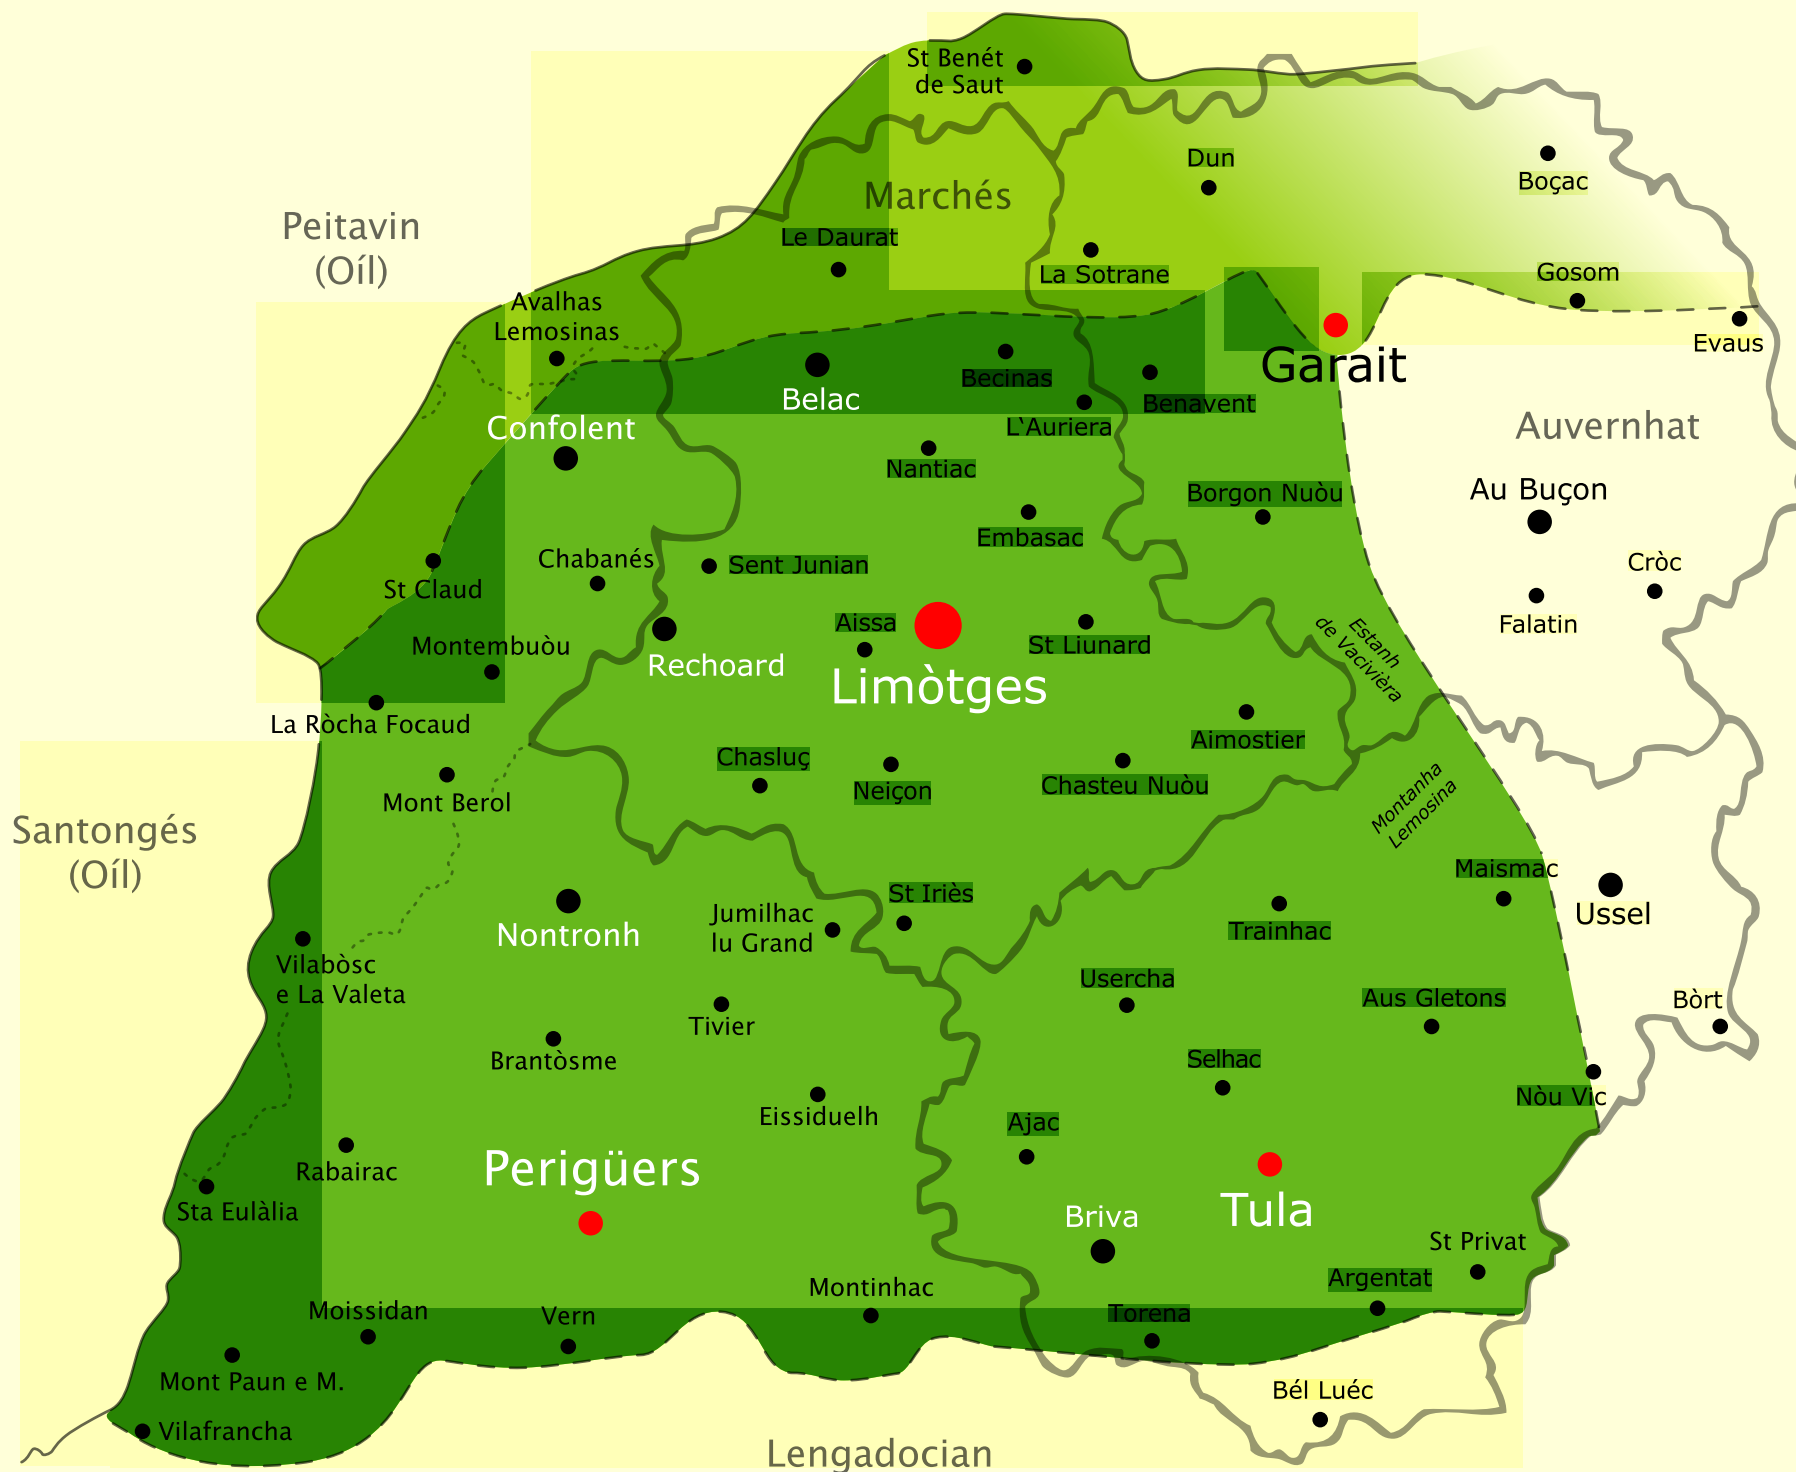 St Benét
de Saut
Dun
Boçac
Marchés
Peitavin
(Oíl)
Le Daurat
La Sotrane
Gosom
Avalhas
Lemosinas
Evaus
Garait
Becinas
Belac
Benavent
Confolent
L'Auriera
Auvernhat
Nantiac
Au Buçon
Borgon Nuòu
Embasac
Chabanés
Sent Junian
Cròc
St Claud
Aissa
Falatin
Estanh
de Vacivièra
Montembuòu
St Liunard
Rechoard
Limòtges
La Ròcha Focaud
Aimostier
Chasluç
Neiçon
Chasteu Nuòu
Mont Berol
Montanha
Lemosina
Santongés
(Oíl)
Maismac
St Iriès
Jumilhac
lu Grand
Ussel
Nontronh
Trainhac
Vilabòsc
e La Valeta
Usercha
Aus Gletons
Bòrt
Tivier
Brantòsme
Selhac
Nòu Vic
Eissiduelh
Ajac
Rabairac
Perigüers
Sta Eulàlia
Briva
Tula
St Privat
Argentat
Montinhac
Moissidan
Vern
Torena
Mont Paun e M.
Bél Luéc
Vilafrancha
Lengadocian